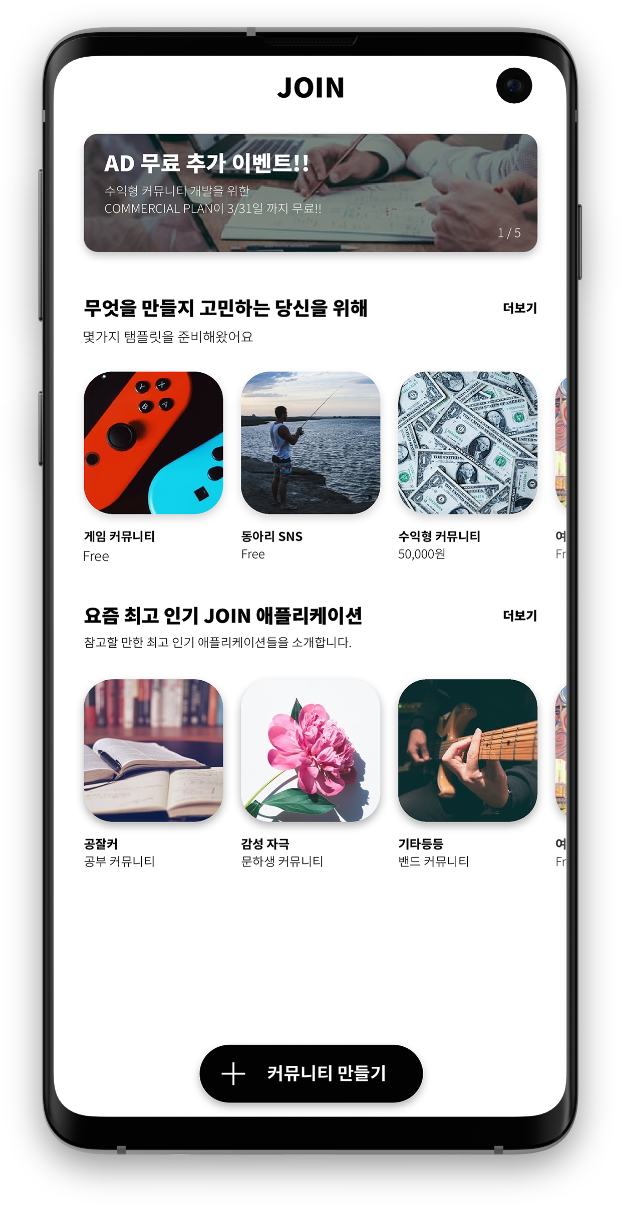 JOIN
AD 무료 추가 이벤트!!
수익형 커뮤니티 개발을 위한
COMMERCIAL PLAN이 3/31일 까지 무료!!
1 / 5
무엇을 만들지 고민하는 당신을 위해
더보기
몇가지 탬플릿을 준비해왔어요
Y X
B A
게임 커뮤니티
Free
동아리 SNS
Free
수익형 커뮤니티
50,000원
여
Fr
요즘 최고 인기 JOIN 애플리케이션
더보기
참고할 만한 최고 인기 애플리케이션들을 소개합니다.
공잘커
공부 커뮤니티
감성 자극
문하생 커뮤니티
기타등등
밴드 커뮤니티
여
Fr
커뮤니티 만들기